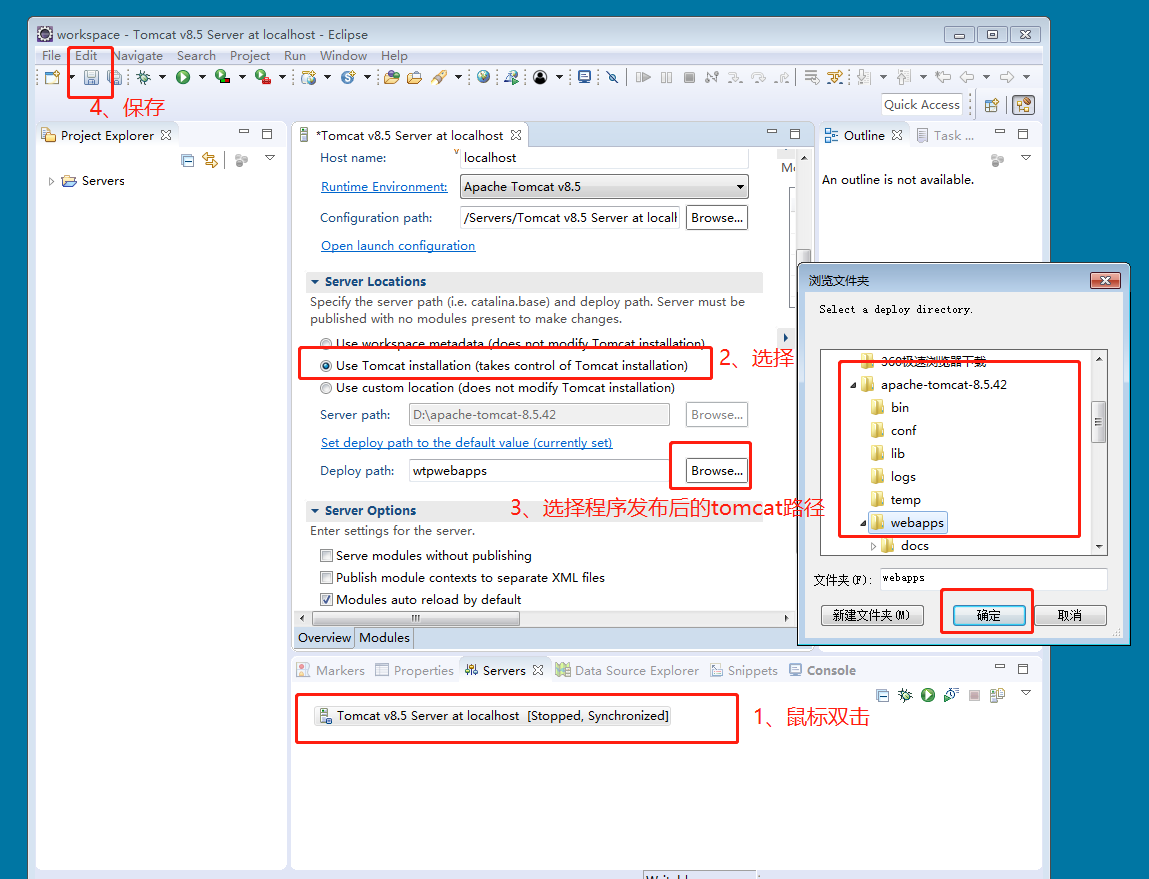 workspace - Tomcat v8.5 Server at localhost - Eclipse
File Edit Navigate Search Project Run Window Help
4、保存
Quick Access
Project Explorer
Servers
*Tomcat v8.5 Server at localhost
Host name: localhost
Runtime Environment: Apache Tomcat v8.5
Configuration path: /Servers/Tomcat v8.5 Server at local Browse...
Open launch configuration
Server Locations
Specify the server path (i.e. catalina.base) and deploy path. Server must be
published with no modules present to make changes.
Use workspace metadata (does not modify Tomcat installation)
Use Tomcat installation (takes control of Tomcat installation)
2、选择
Use custom location (does not modify Tomcat installation)
Server path: D:\apache-tomcat-8.5.42 Browse...
Set deploy path to the default value (currently set)
Deploy path: wtpwebapps Browse...
3、选择程序发布后的tomcat路径
Server Options
Enter settings for the server.
Serve modules without publishing
Publish module contexts to separate XML files
Modules auto reload by default
Overview Modules
Outline Task ...
An outline is not available.
浏览文件夹
Select a deploy directory.
360极速浏览器下载
apache-tomcat-8.5.42
bin
conf
lib
logs
temp
webapps
docs
文件夹(F): webapps
新建文件夹(M) 确定 取消
Markers Properties Servers Data Source Explorer Snippets Console
Tomcat v8.5 Server at localhost [Stopped, Synchronized]
1、鼠标双击